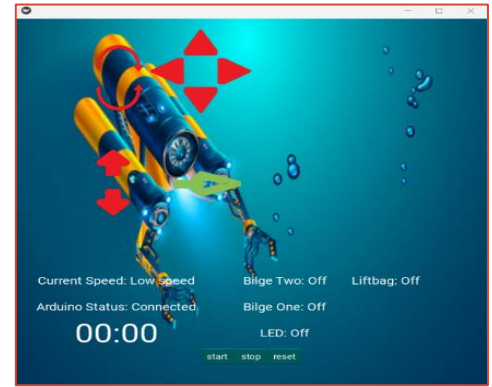 Current Speed: Low speed Bilge Two: Off Liftbag: Off
Arduino Status: Connected Bilge One: Off
00:00 LED: Off
start stop reset